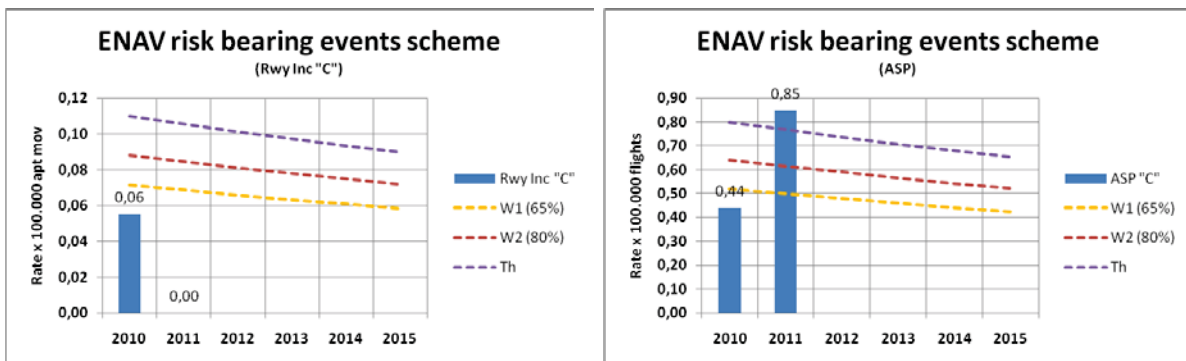 ENAV risk bearing events scheme
(Rwy Inc "C")
Rate x 100.000 apt mov
0,12
0,10
0,08
0,06
0,04
0,02
0,00
0,06
0,00
2010 2011 2012 2013 2014 2015
Rwy Inc "C"
W1 (65%)
W2 (80%)
Th
ENAV risk bearing events scheme
(ASP)
Rate x 100.000 flights
0,90
0,80
0,70
0,60
0,50
0,40
0,30
0,20
0,10
0,00
0,44
0,85
2010 2011 2012 2013 2014 2015
ASP "C"
W1 (65%)
W2 (80%)
Th